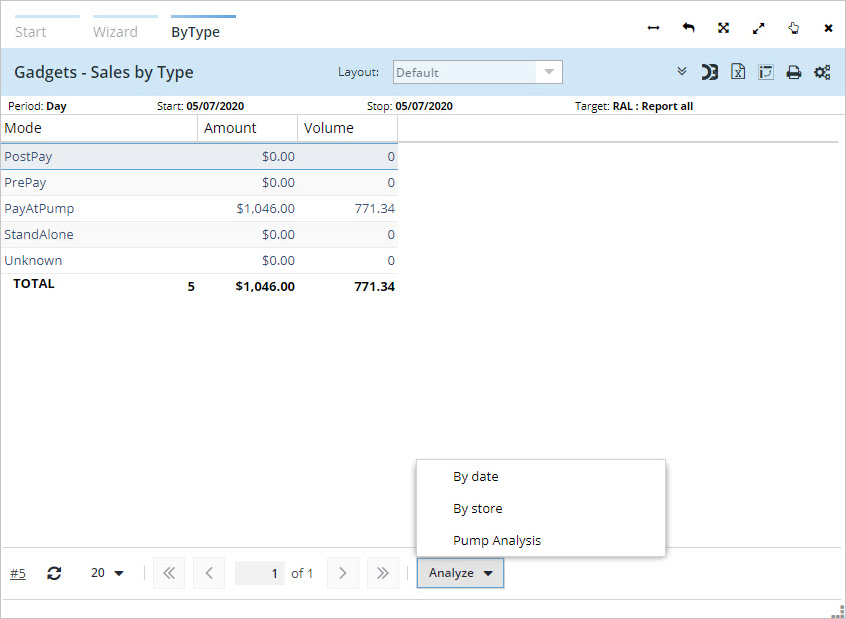 Start Wizard ByType
Gadgets - Sales by Type Layout: Default
Period: Day Start: 05/07/2020 Stop: 05/07/2020 Target: RAL : Report all
Mode Amount Volume
PostPay $0.00 0
PrePay $0.00 0
PayAtPump $1,046.00 771.34
StandAlone $0.00 0
Unknown $0.00 0
TOTAL 5 $1,046.00 771.34
By date
By store
Pump Analysis
#5 20 1 of 1 Analyze